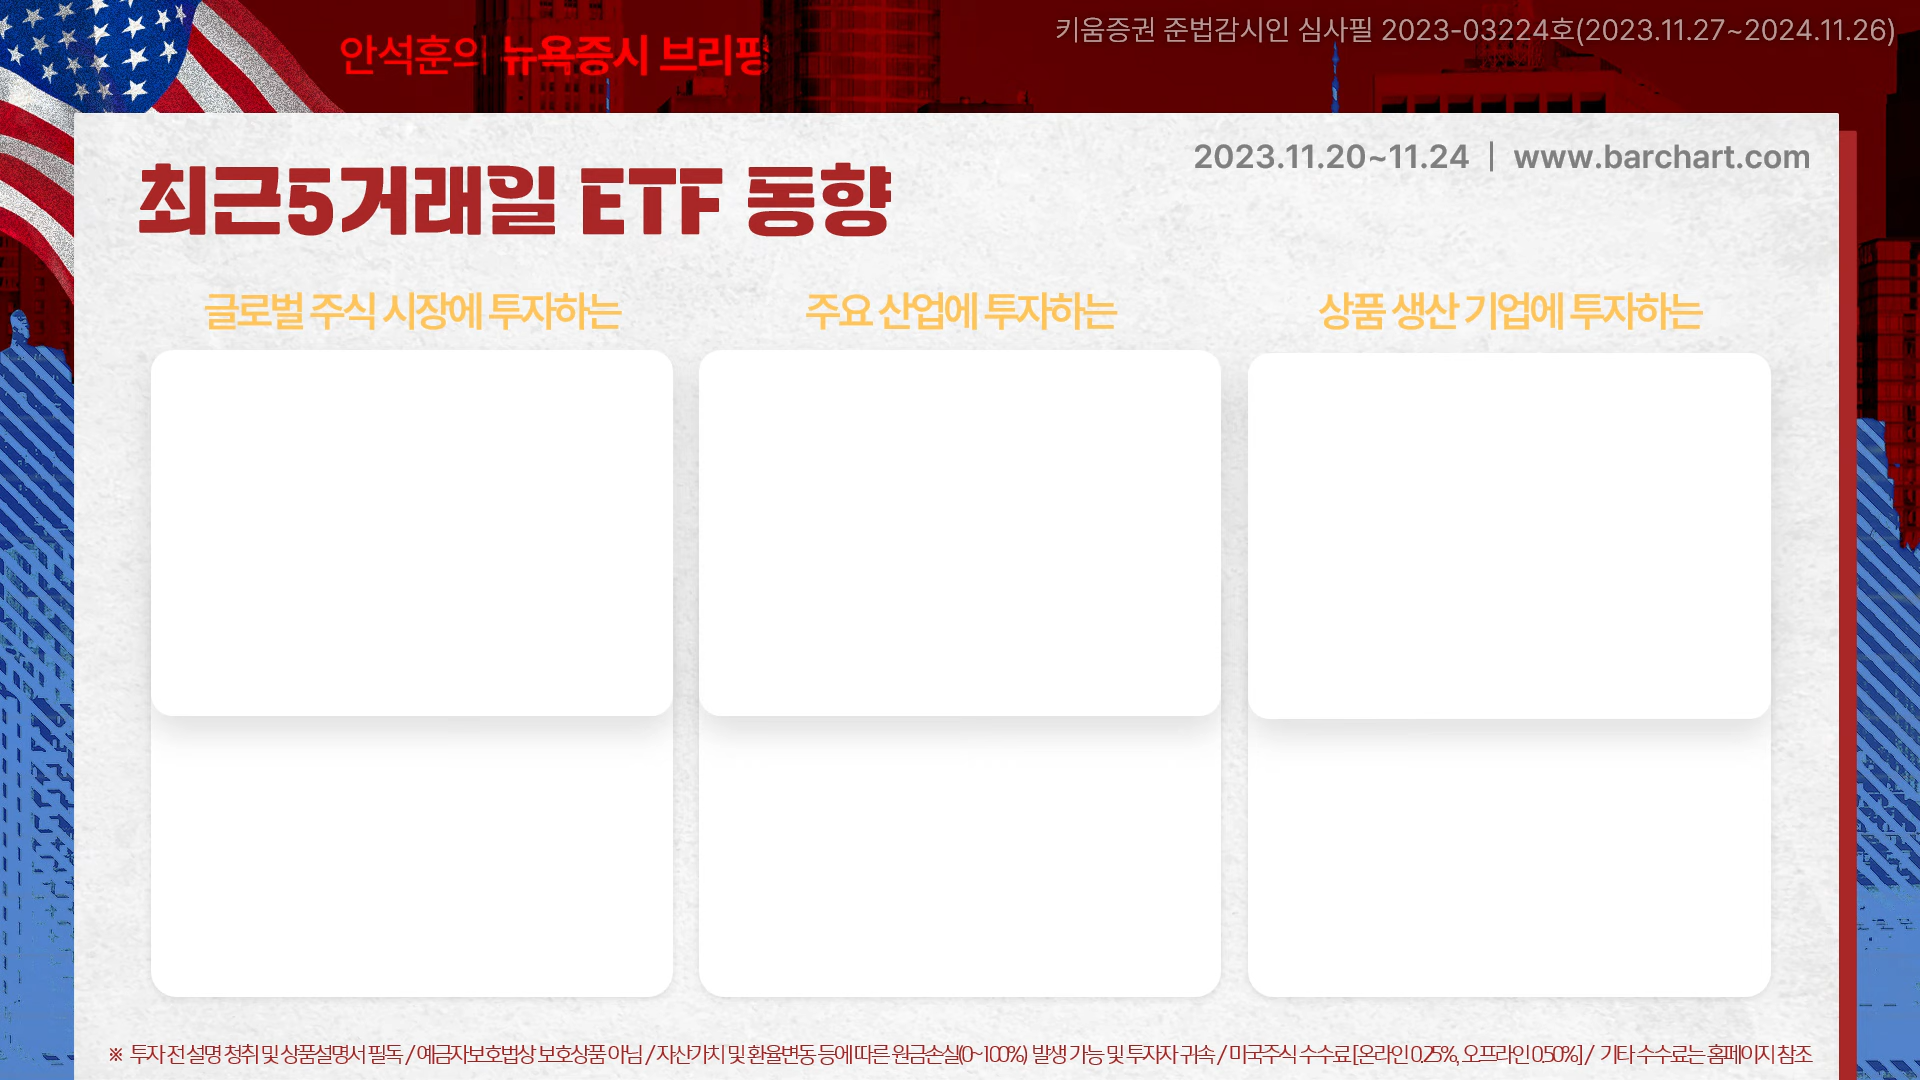 안석훈의 뉴욕증시 브리핑
키움증권 준법감시인 심사필 2023-03224호(2023.11.27~2024.11.26)
2023.11.20~11.24 | www.barchart.com
최근5거래일 ETF 동향
글로벌 주식 시장에 투자하는
주요 산업에 투자하는
상품 생산 기업에 투자하는
※ 투자 전 설명 청취 및 상품설명서 필독 / 예금자보호법상 보호상품 아님 / 자산가치 및 환율변동 등에 따른 원금손실(0~100%) 발생 가능 및 투자자 귀속 / 미국주식 수수료 [온라인 0.25%, 오프라인 0.50%] / 기타 수수료는 홈페이지 참조